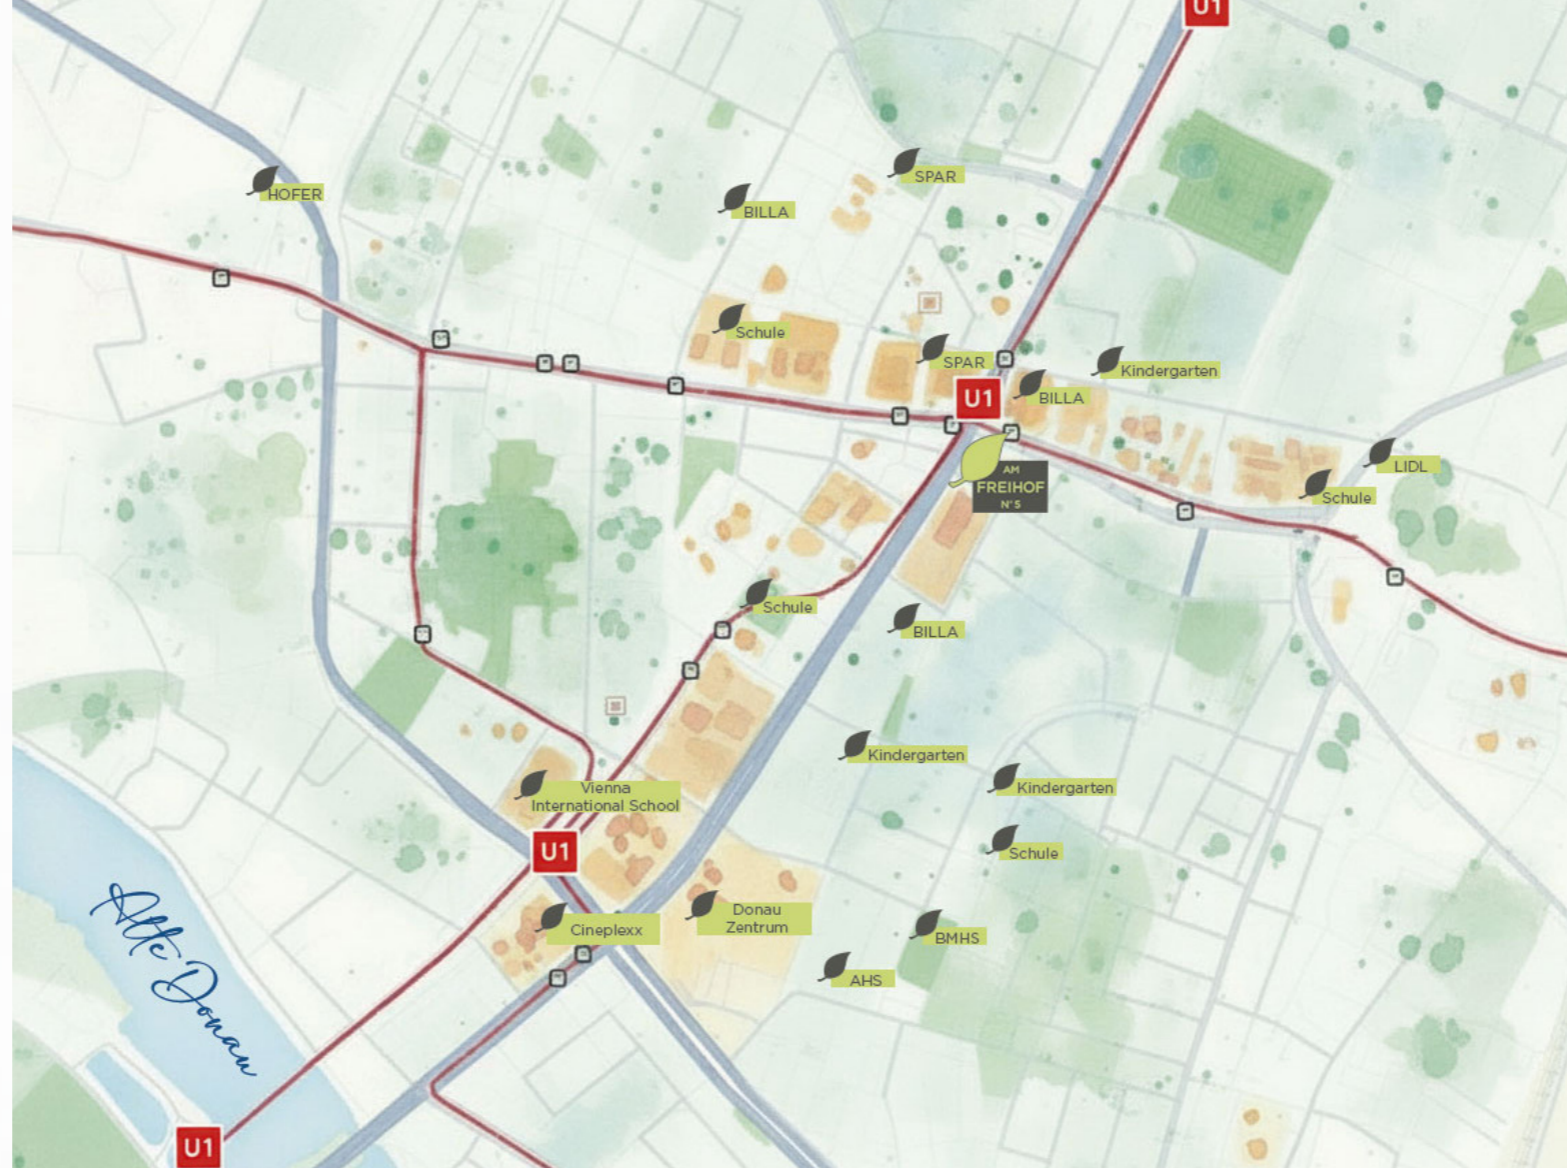 U1
SPAR
HOFER
BILLA
Schule
SPAR
Kindergarten
BILLA
U1
LIDL
AM
FREIHOF
N°5
Schule
Schule
BILLA
Kindergarten
Kindergarten
Vienna
International School
U1
Schule
Donau
Zentrum
Cineplexx
BMHS
AHS
Alte Donau
U1